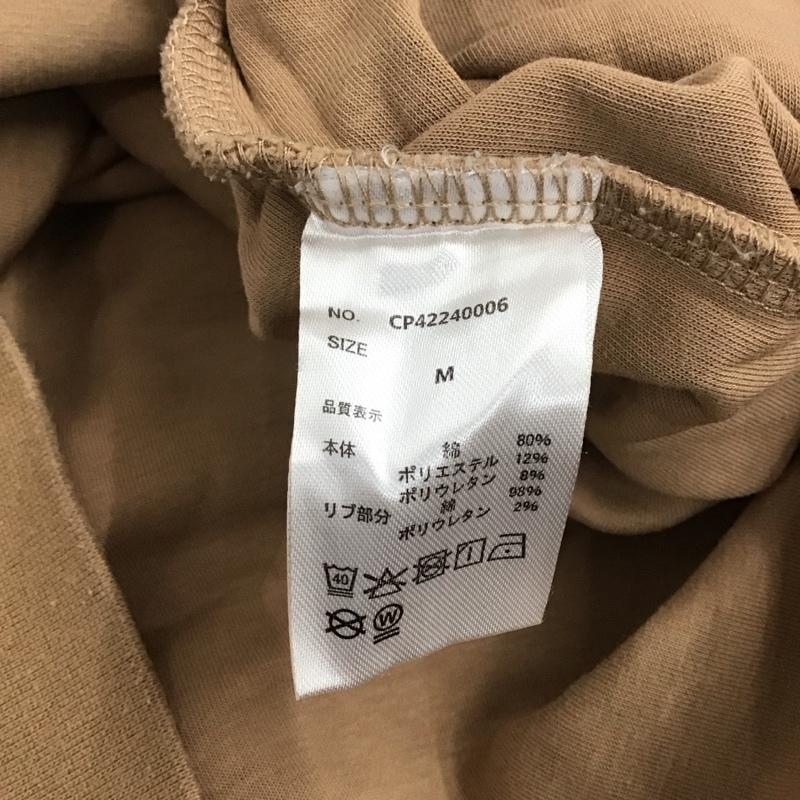 NO. CP42240006
SIZE
M
品質表示
本体 綿 80%
ポリエステル 12%
ポリウレタン 8%
リブ部分 綿 98%
ポリウレタン 2%
40
W